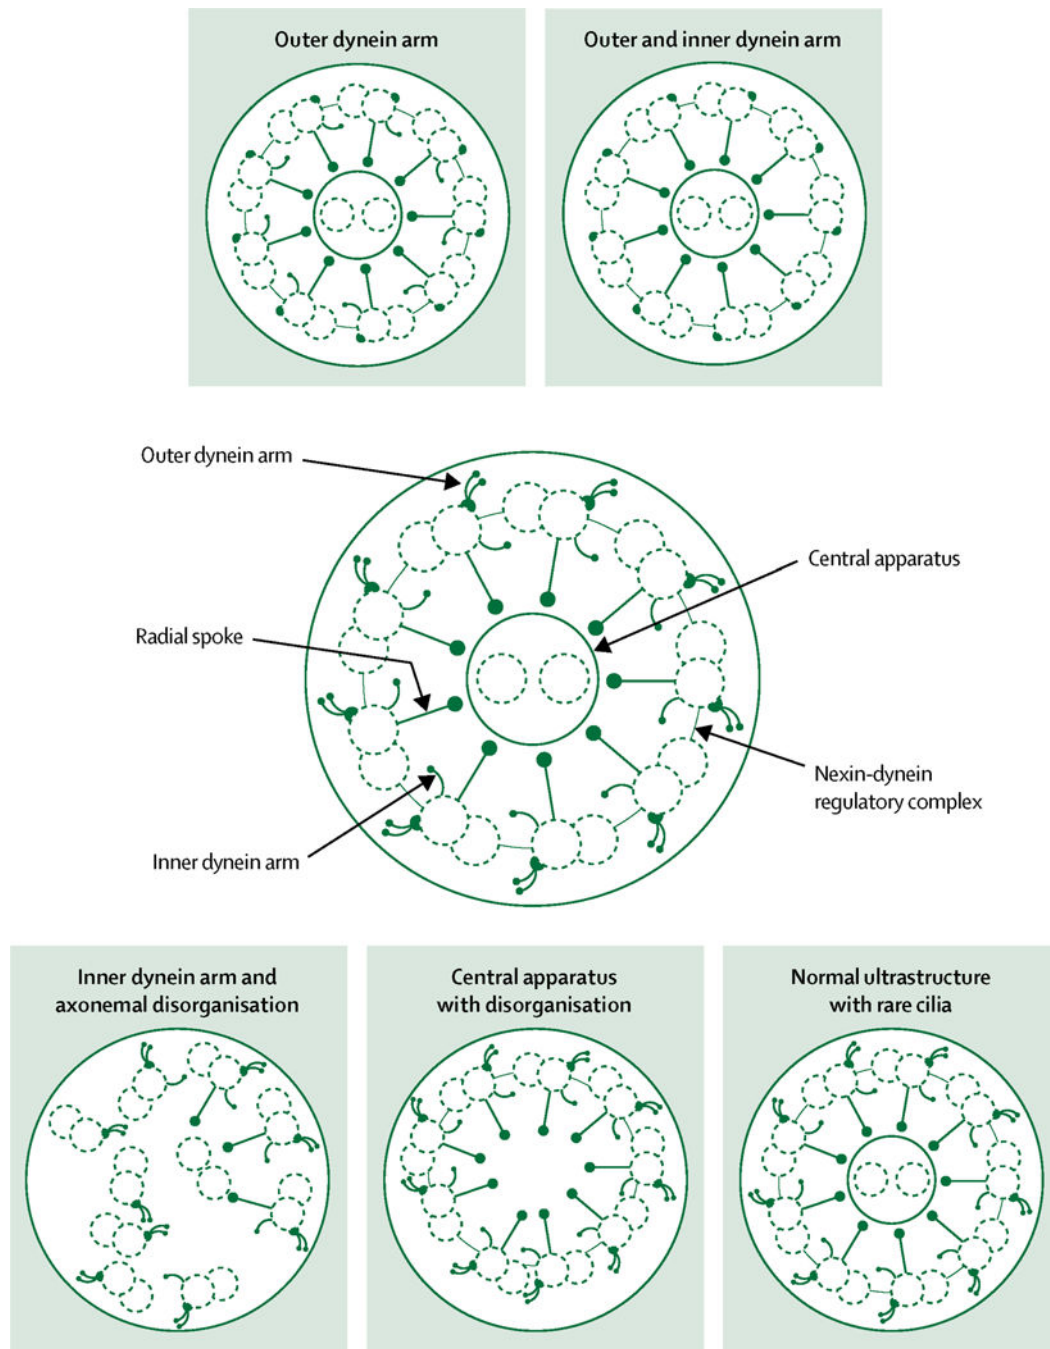 Outer dynein arm
Outer and inner dynein arm
Outer dynein arm
Central apparatus
Radial spoke
Nexin-dynein
regulatory complex
Inner dynein arm
Inner dynein arm and
axonemal disorganisation
Central apparatus
with disorganisation
Normal ultrastructure
with rare cilia